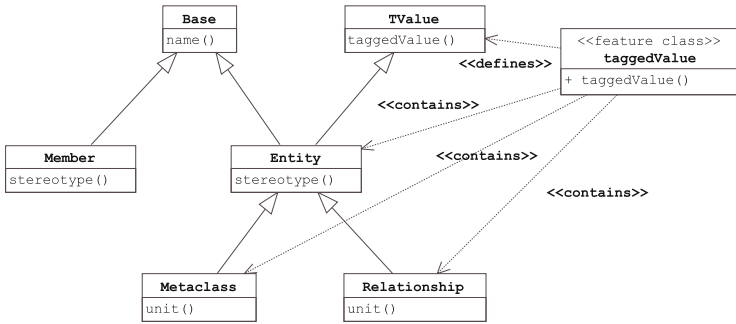 Base
name()
TValue
taggedValue()
<<feature class>>
taggedValue
+ taggedValue()
<<defines>>
<<contains>>
Member
stereotype()
Entity
stereotype()
<<contains>>
<<contains>>
Metaclass
unit()
Relationship
unit()